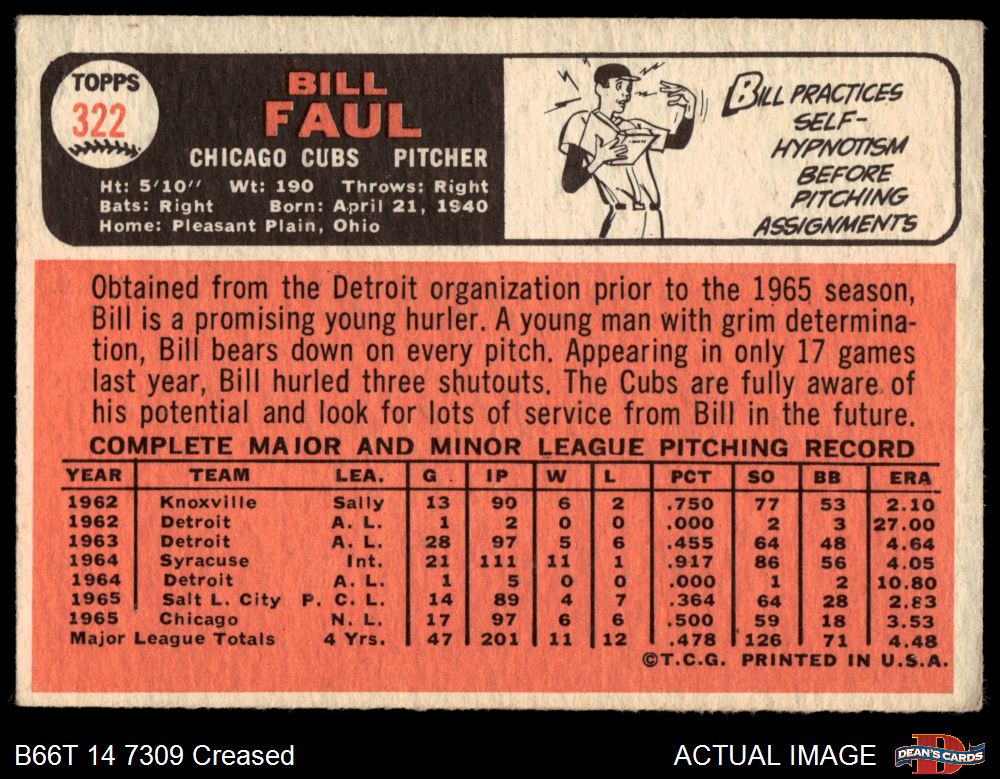 TOPPS
322
BILL
FAUL
CHICAGO CUBS PITCHER
Ht: 5'10" Wt: 190 Throws: Right
Bats: Right Born: April 21, 1940
Home: Pleasant Plain, Ohio
BILL PRACTICES
SELF-
HYPNOTISM
BEFORE
PITCHING
ASSIGNMENTS
Obtained from the Detroit organization prior to the 1965 season,
Bill is a promising young hurler. A young man with grim determina-
tion, Bill bears down on every pitch. Appearing in only 17 games
last year, Bill hurled three shutouts. The Cubs are fully aware of
his potential and look for lots of service from Bill in the future.
COMPLETE MAJOR AND MINOR LEAGUE PITCHING RECORD
YEAR TEAM LEA. G IP W L PCT SO BB ERA
1962 Knoxville Sally 13 90 6 2 .750 77 53 2.10
1962 Detroit A. L. 1 2 0 0 .000 2 3 27.00
1963 Detroit A. L. 28 97 5 6 .455 64 48 4.64
1964 Syracuse Int. 21 111 11 1 .917 86 56 4.05
1964 Detroit A. L. 1 5 0 0 .000 1 2 10.80
1965 Salt L. City P. C. L. 14 89 4 7 .364 64 28 2.83
1965 Chicago N. L. 17 97 6 6 .500 59 18 3.53
Major League Totals 4 Yrs. 47 201 11 12 .478 126 71 4.48
©T.C.G. PRINTED IN U.S.A.
B66T 14 7309 Creased
ACTUAL IMAGE
DEAN'S CARDS